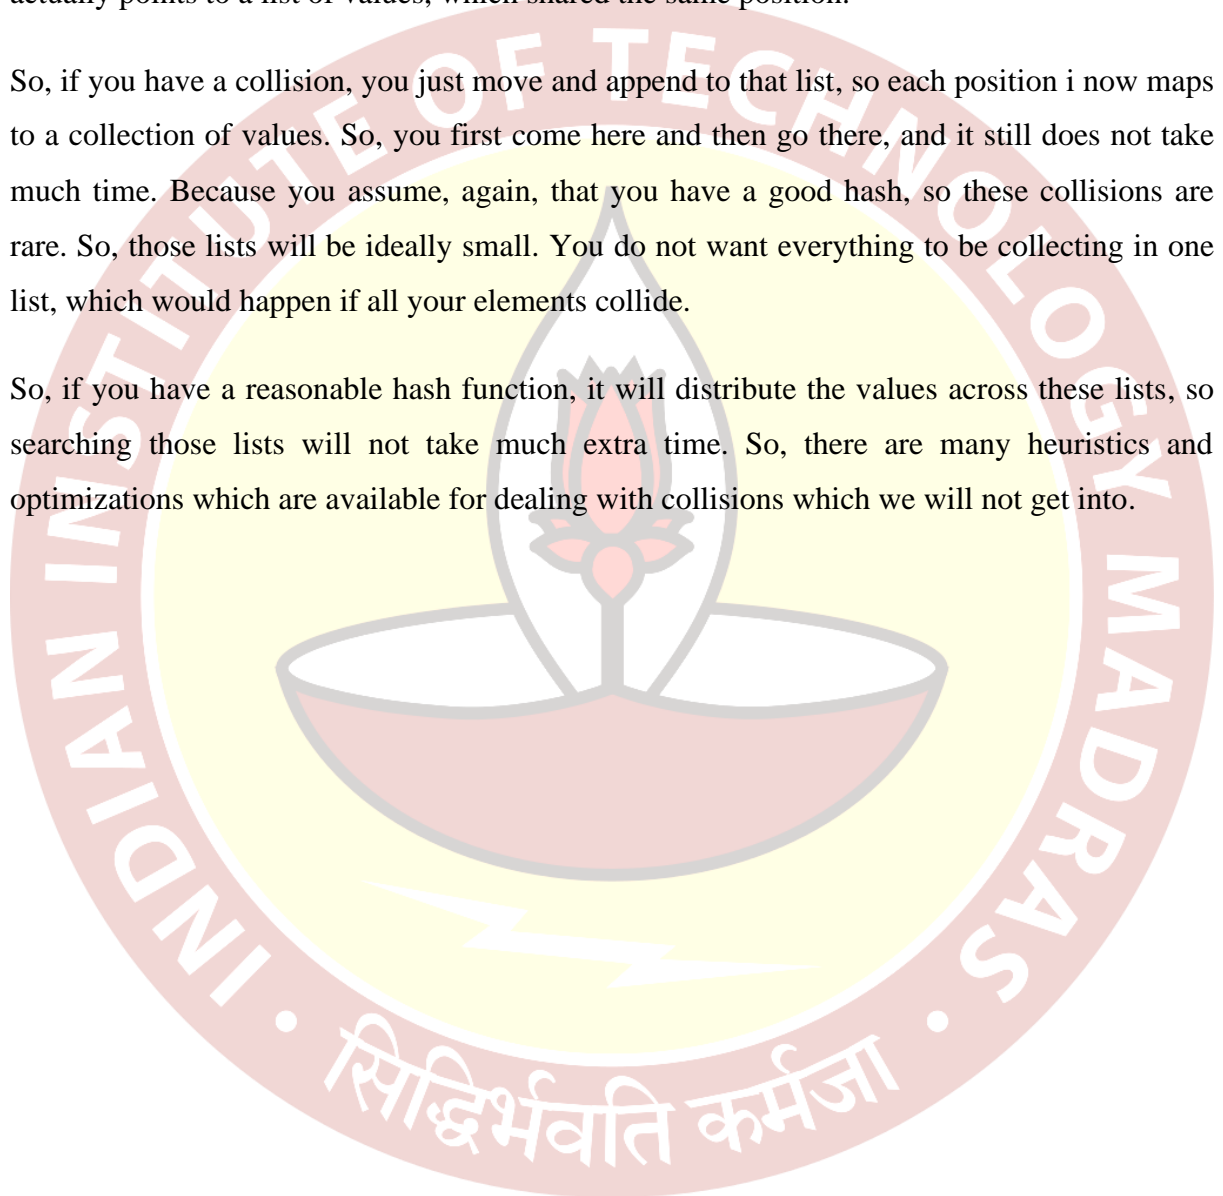 actually points to a list of values, which shared the same position.
So, if you have a collision, you just move and append to that list, so each position i now maps
to a collection of values. So, you first come here and then go there, and it still does not take
much time. Because you assume, again, that you have a good hash, so these collisions are
rare. So, those lists will be ideally small. You do not want everything to be collecting in one
list, which would happen if all your elements collide.
So, if you have a reasonable hash function, it will distribute the values across these lists, so
searching those lists will not take much extra time. So, there are many heuristics and
optimizations which are available for dealing with collisions which we will not get into.
INDIAN INSTITUTE OF TECHNOLOGY MADRAS
सिद्धिर्भवति कर्मजा